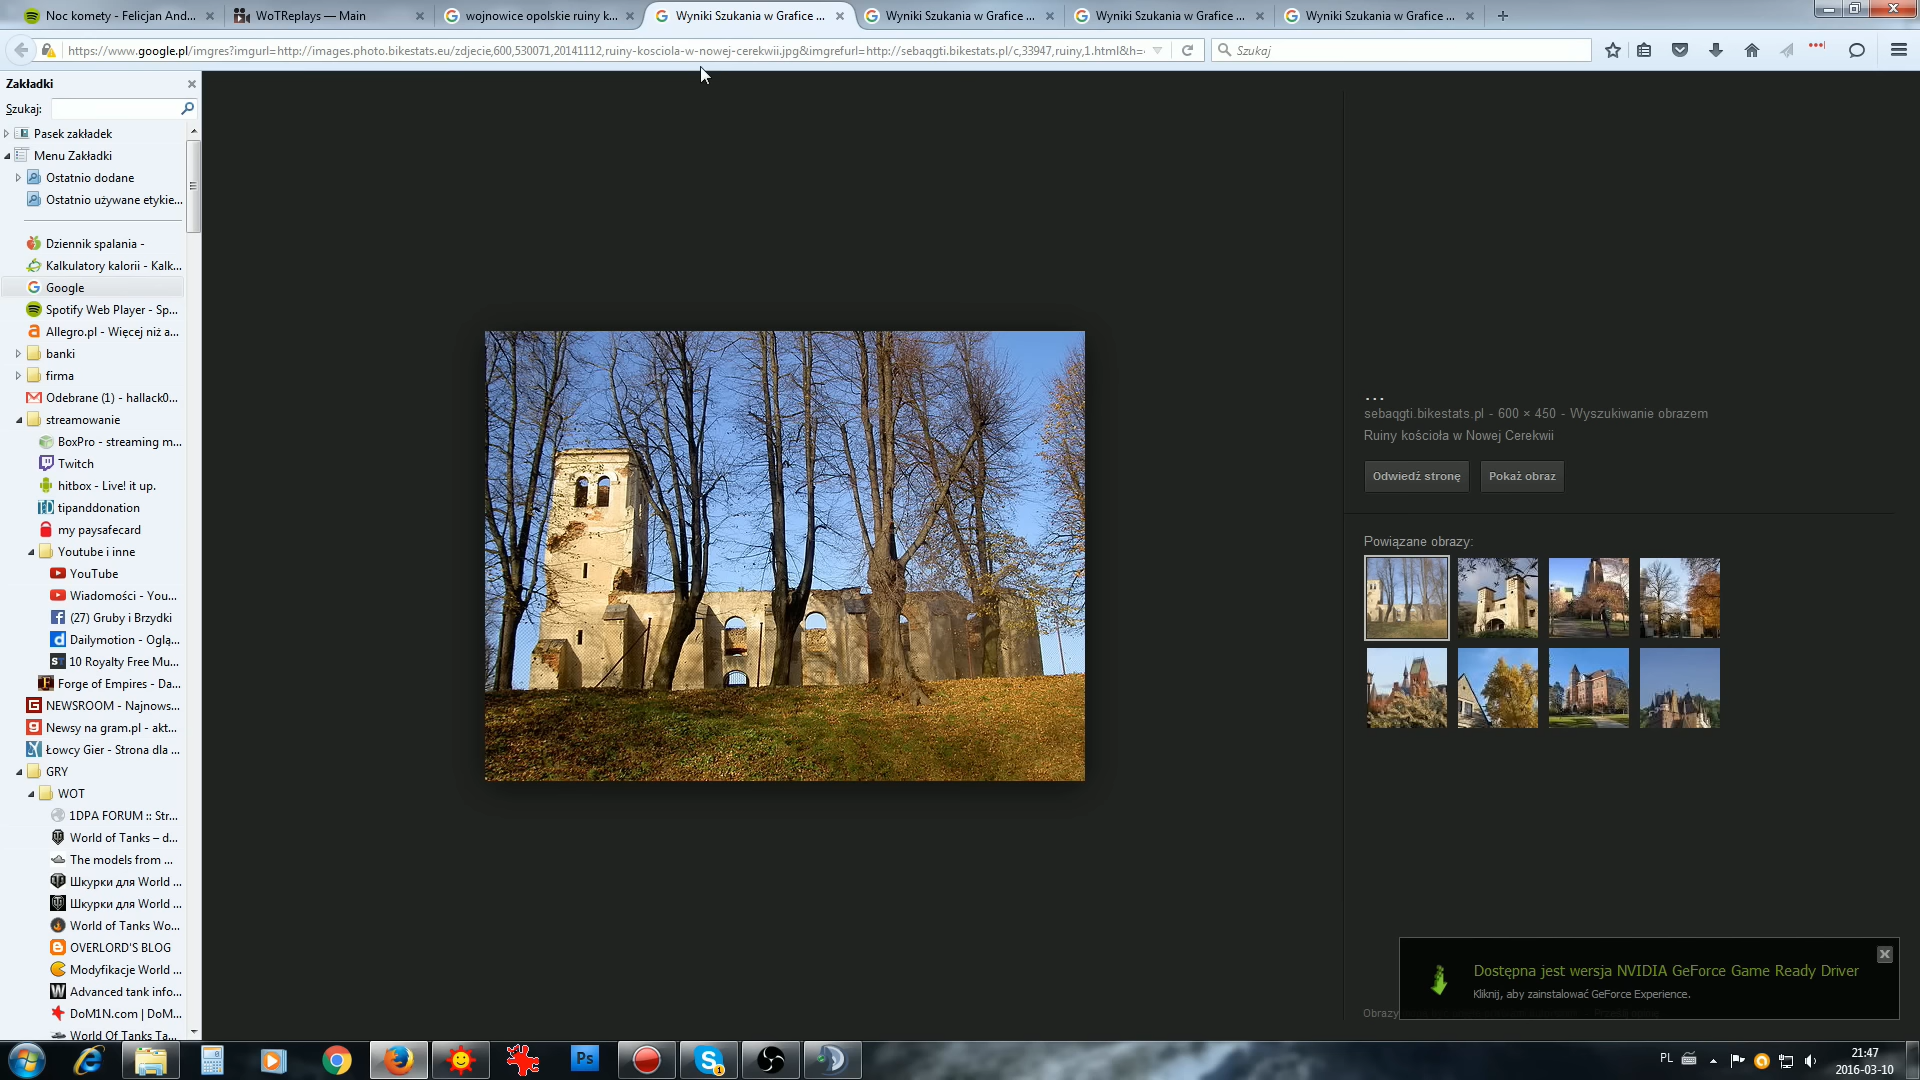 Noc komety - Felicjan And...
WoTReplays — Main
wojnowice opolskie ruiny k...
Wyniki Szukania w Grafice ...
Wyniki Szukania w Grafice ...
Wyniki Szukania w Grafice ...
Wyniki Szukania w Grafice ...
https://www.google.pl/imgres?imgurl=http://images.photo.bikestats.eu/zdjecie,600,530071,20141112,ruiny-kosciola-w-nowej-cerekwii.jpg&imgrefurl=http://sebaqgti.bikestats.pl/c,33947,ruiny,1.html&h=
Szukaj
Zakładki
Szukaj:
Pasek zakładek
Menu Zakładki
Ostatnio dodane
Ostatnio używane etykie...
Dziennik spalania -
Kalkulatory kalorii - Kalk...
Google
Spotify Web Player - Sp...
Allegro.pl - Więcej niż a...
banki
firma
Odebrane (1) - hallack0...
streamowanie
BoxPro - streaming m...
Twitch
hitbox - Live! it up.
tipanddonation
my paysafecard
Youtube i inne
YouTube
Wiadomości - You...
(27) Gruby i Brzydki
Dailymotion - Oglą...
10 Royalty Free Mu...
Forge of Empires - Da...
NEWSROOM - Najnows...
Newsy na gram.pl - akt...
Łowcy Gier - Strona dla ...
GRY
WOT
1DPA FORUM :: Str...
World of Tanks – d...
The models from ...
Шкурки для World ...
Шкурки для World ...
World of Tanks Wo...
OVERLORD'S BLOG
Modyfikacje World ...
Advanced tank info...
DoM1N.com | DoM...
World Of Tanks Ta...
...
sebaqgti.bikestats.pl - 600 × 450 - Wyszukiwanie obrazem
Ruiny kościoła w Nowej Cerekwii
Odwiedź stronę
Pokaż obraz
Powiązane obrazy:
Dostępna jest wersja NVIDIA GeForce Game Ready Driver
Kliknij, aby zainstalować GeForce Experience.
Obrazy
Ps
1
PL
21:47
2016-03-10